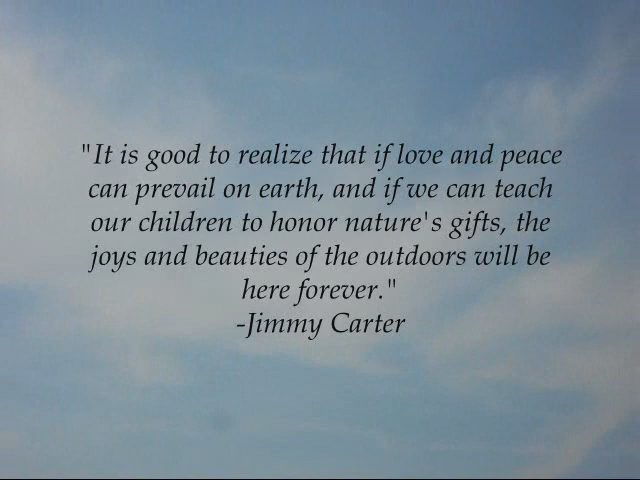 "It is good to realize that if love and peace
can prevail on earth, and if we can teach
our children to honor nature's gifts, the
joys and beauties of the outdoors will be
here forever."
-Jimmy Carter